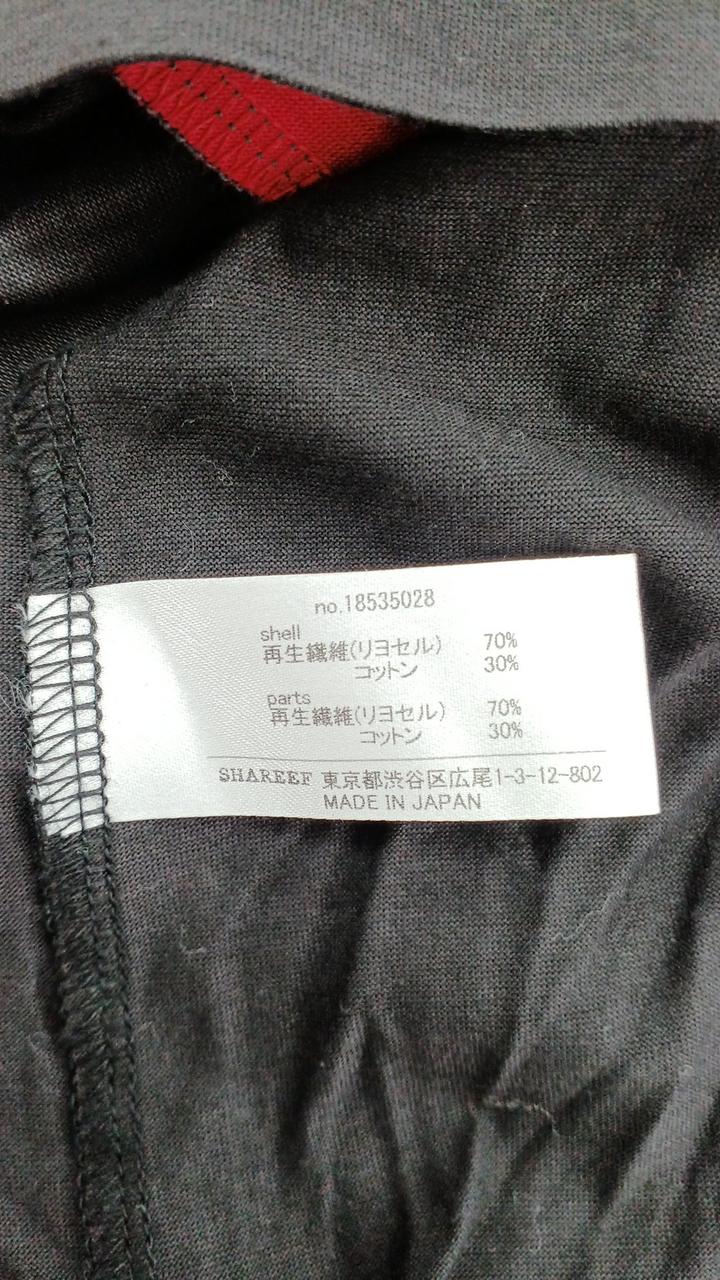 no.18535028
shell
再生繊維(リヨセル) 70%
コットン 30%
parts
再生繊維(リヨセル) 70%
コットン 30%
SHAREEF 東京都渋谷区広尾1-3-12-802
MADE IN JAPAN